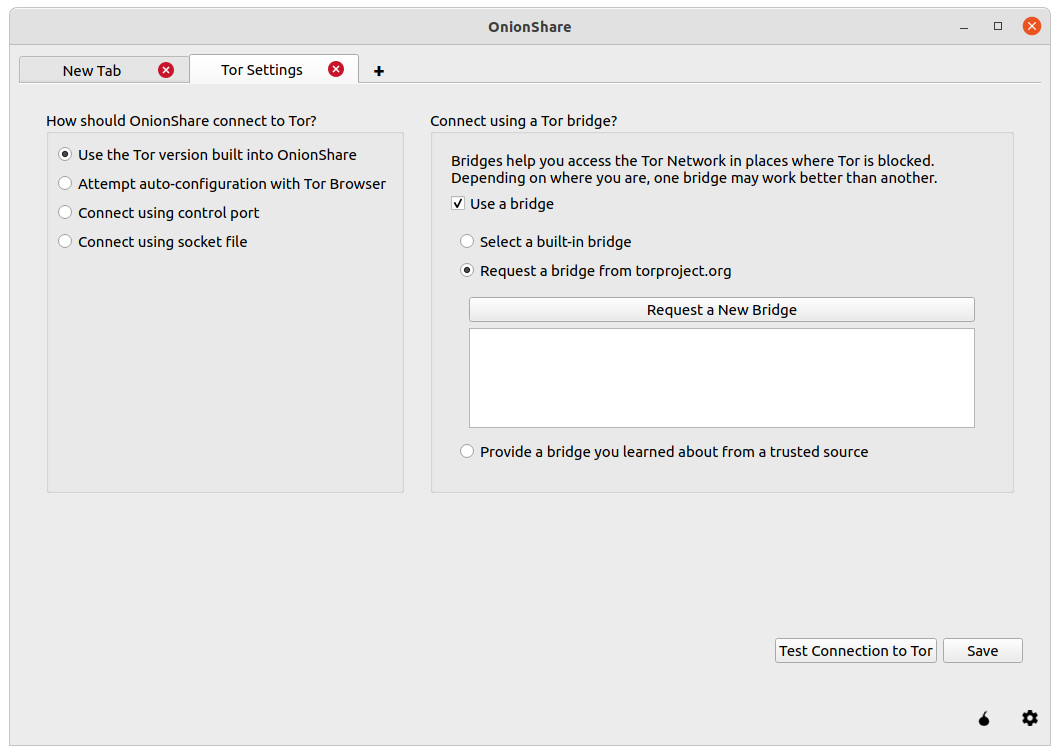 OnionShare
New Tab
Tor Settings
How should OnionShare connect to Tor?
Use the Tor version built into OnionShare
Attempt auto-configuration with Tor Browser
Connect using control port
Connect using socket file
Connect using a Tor bridge?
Bridges help you access the Tor Network in places where Tor is blocked.
Depending on where you are, one bridge may work better than another.
Use a bridge
Select a built-in bridge
Request a bridge from torproject.org
Request a New Bridge
Provide a bridge you learned about from a trusted source
Test Connection to Tor
Save